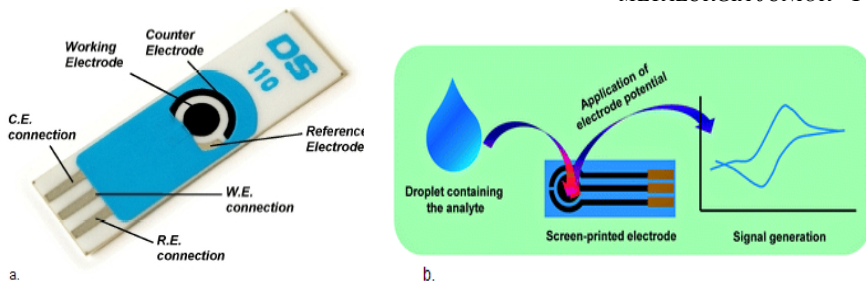 Counter
Electrode
Working
Electrode
DS
110
C.E.
connection
Reference
Electrode
W.E.
connection
R.E.
connection
a.
Application of
electrode potential
Droplet containing
the analyte
Screen-printed electrode
Signal generation
b.